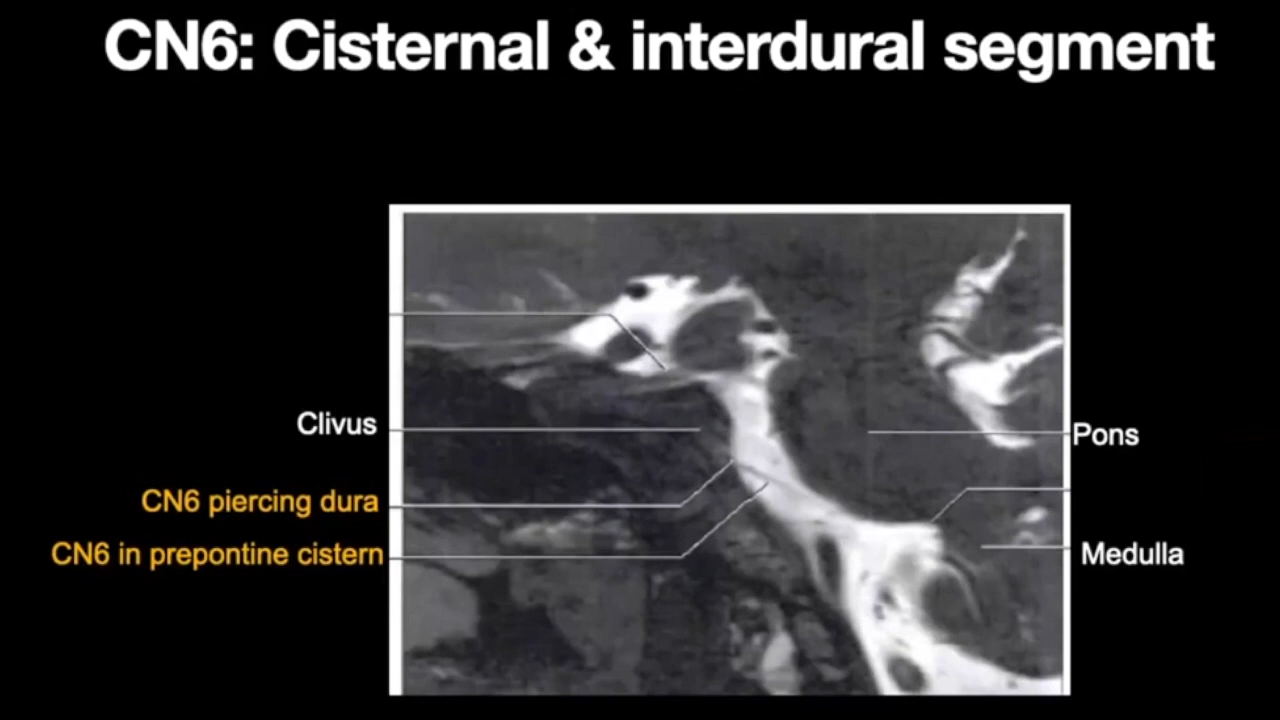 CN6: Cisternal & interdural segment
Clivus
Pons
CN6 piercing dura
CN6 in prepontine cistern
Medulla